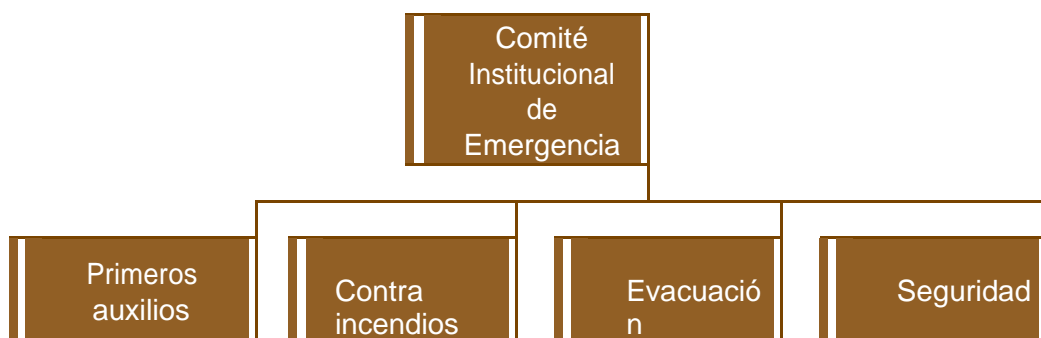 Comité
Institucional
de
Emergencia
Primeros
auxilios
Contra
incendios
Evacuació
n
Seguridad